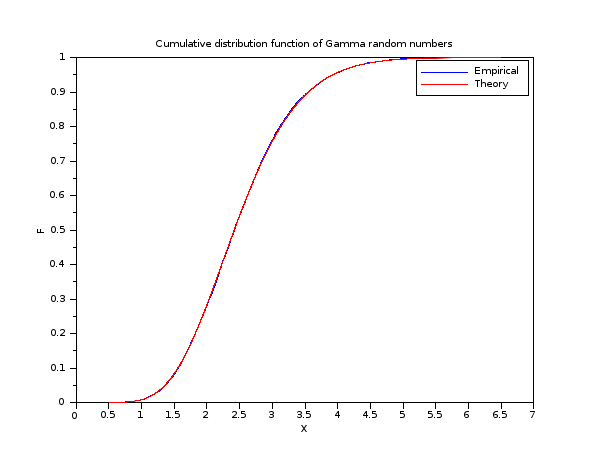 Cumulative distribution function of Gamma random numbers
Empirical
Theory
1
0.9
0.8
0.7
0.6
0.5
0.4
0.3
0.2
0.1
0
F
0 0.5 1 1.5 2 2.5 3 3.5 4 4.5 5 5.5 6 6.5 7
X